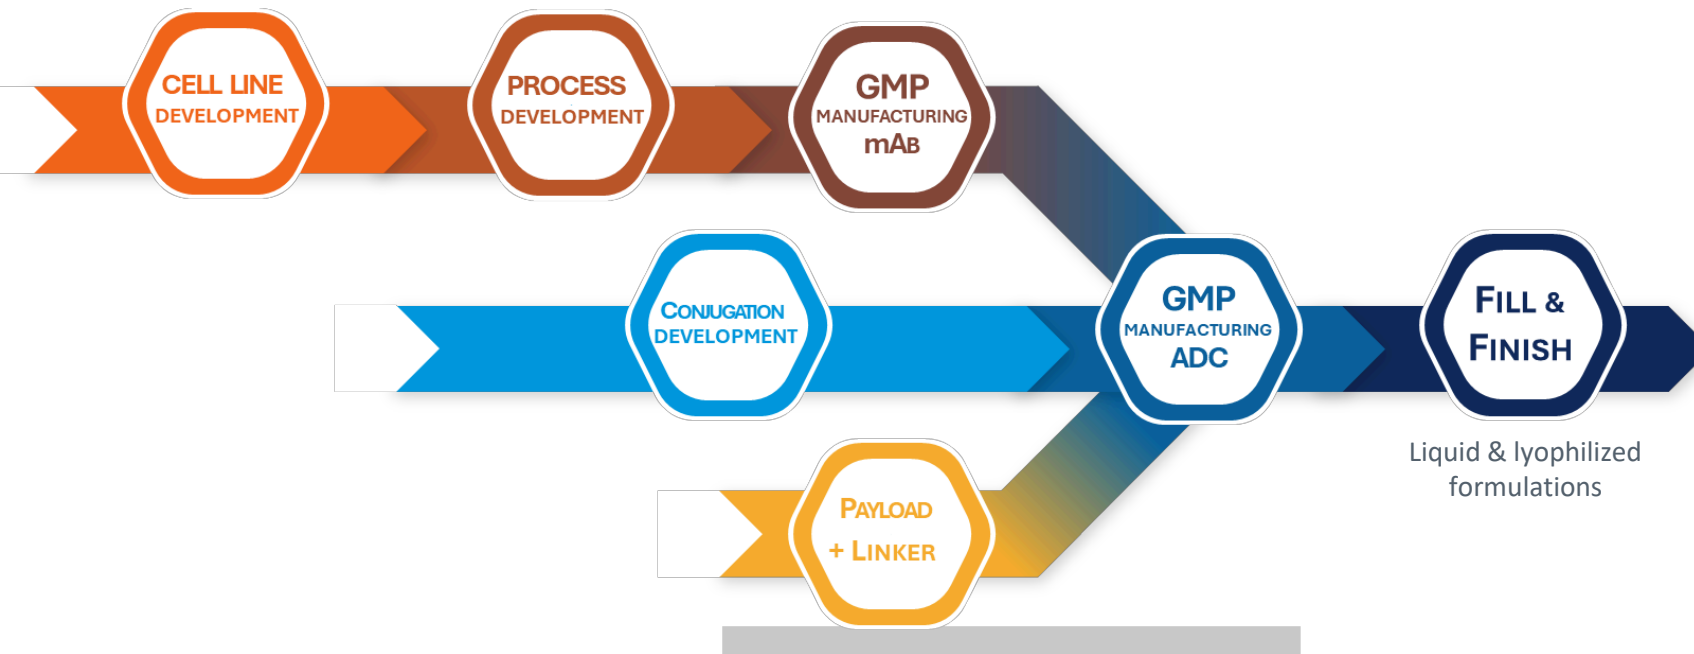 CELL LINE
DEVELOPMENT
PROCESS
DEVELOPMENT
GMP
MANUFACTURING
mAB
CONJUGATION
DEVELOPMENT
GMP
MANUFACTURING
ADC
FILL &
FINISH
Liquid & lyophilized
formulations
PAYLOAD
+ LINKER